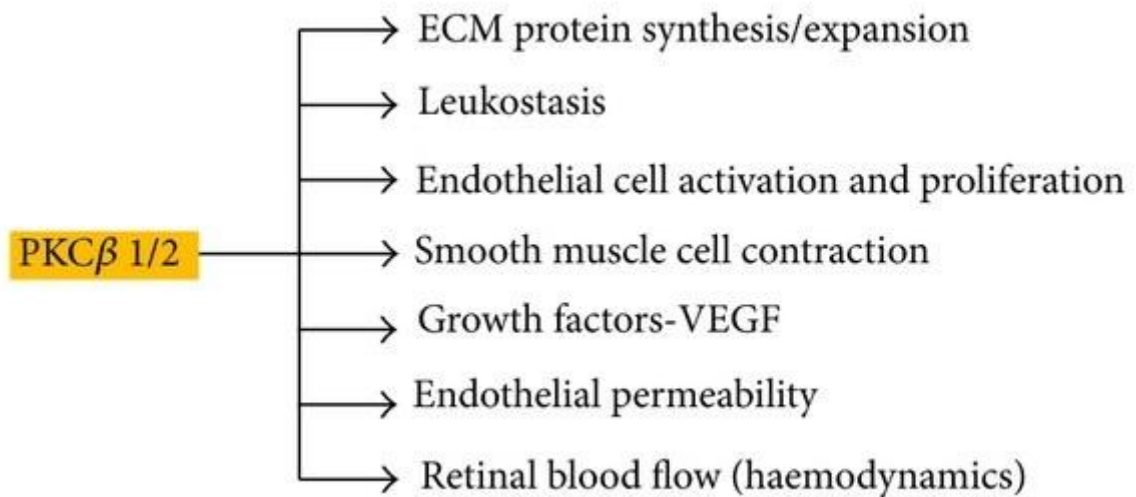 ECM protein synthesis/expansion
Leukostasis
Endothelial cell activation and proliferation
PKCβ 1/2
Smooth muscle cell contraction
Growth factors-VEGF
Endothelial permeability
Retinal blood flow (haemodynamics)